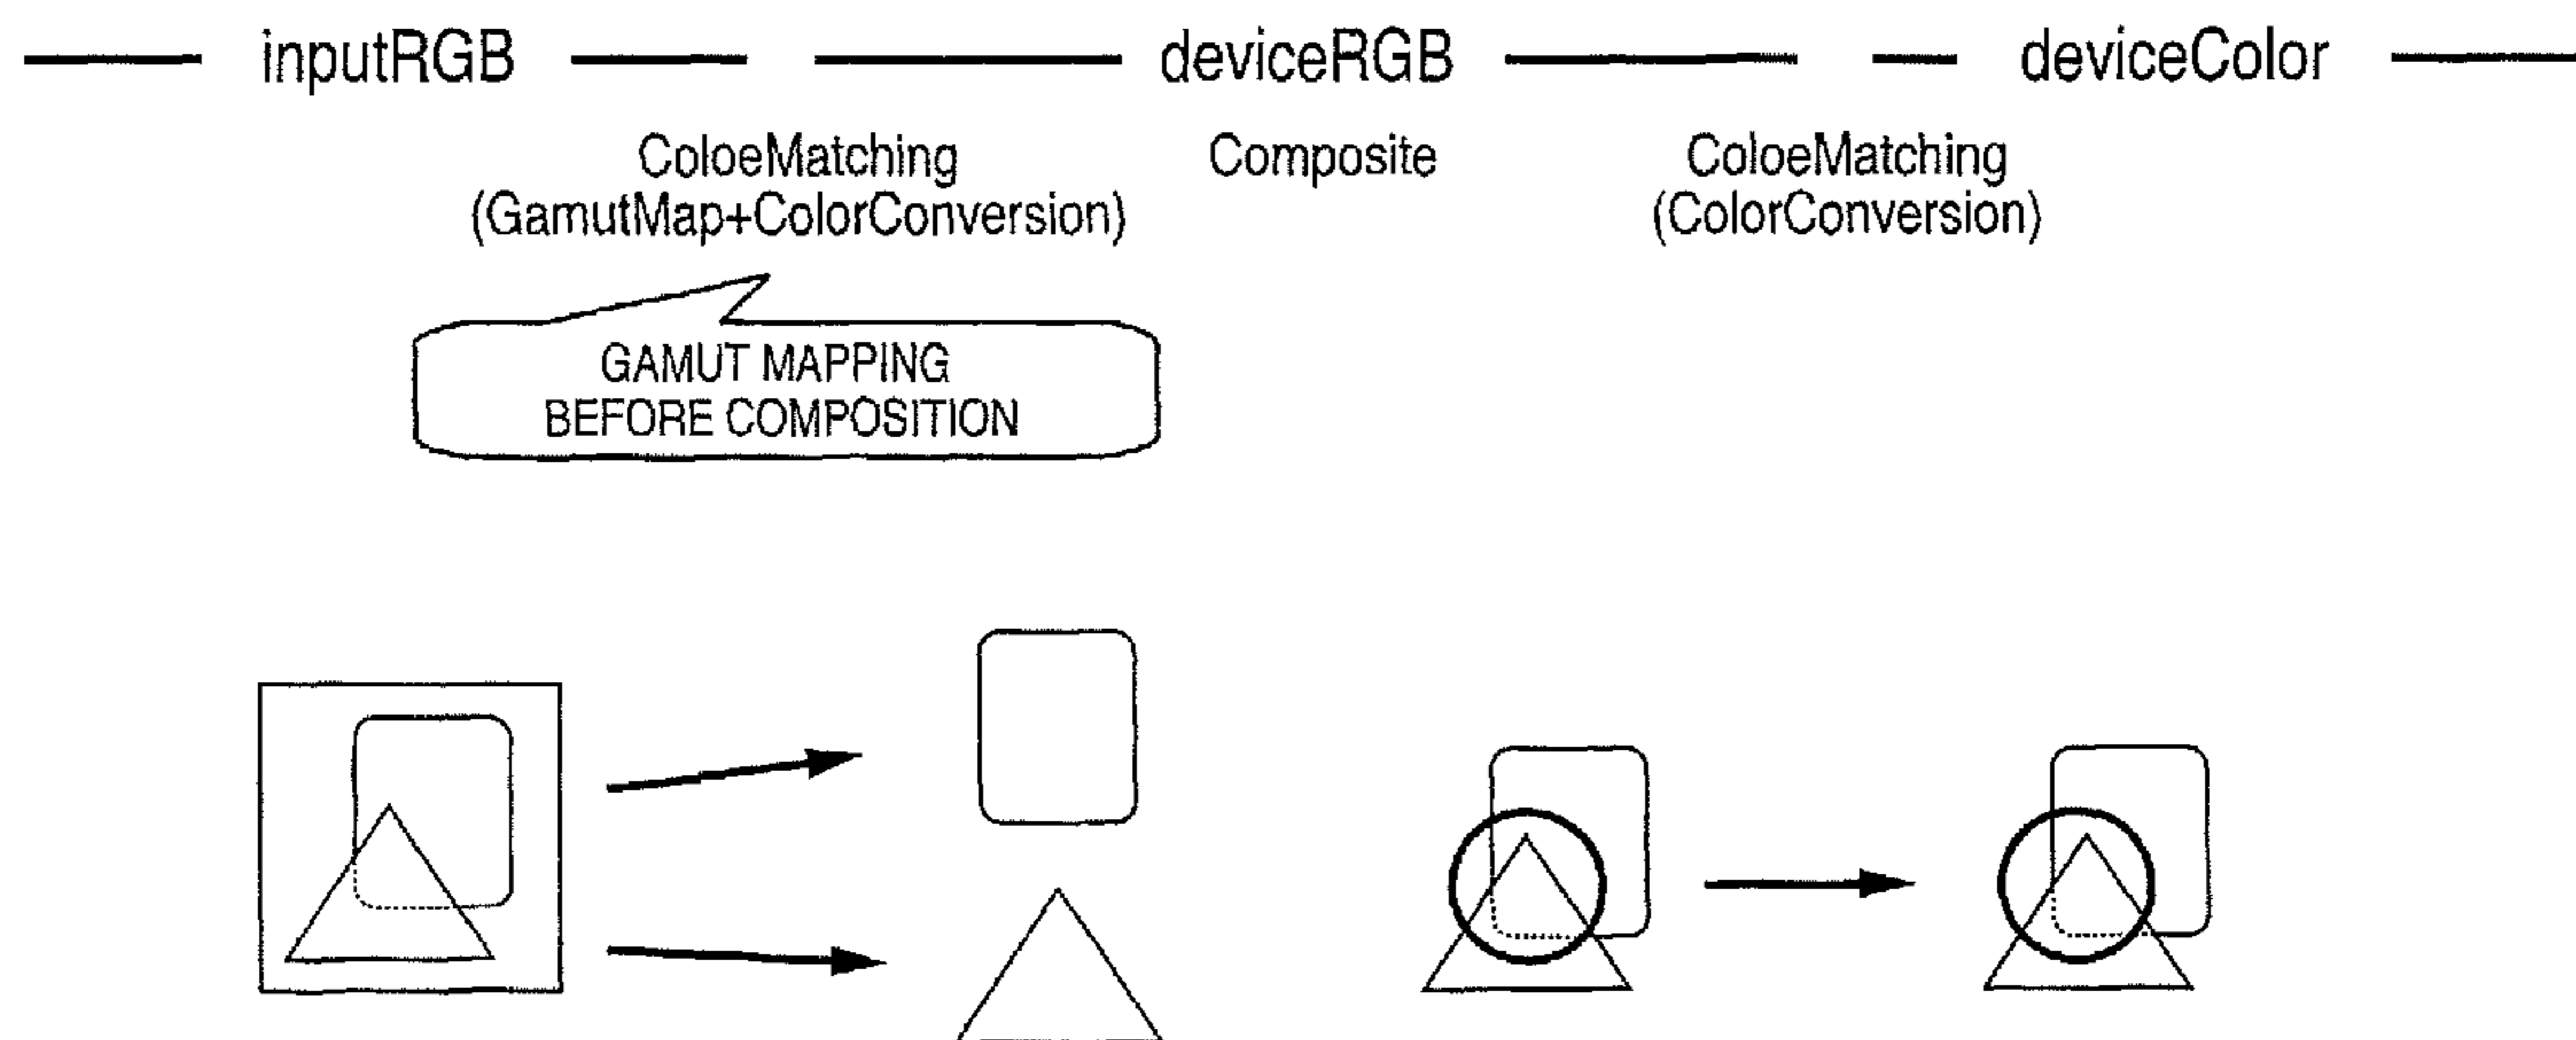 inputRGB deviceRGB deviceColor
ColoeMatching Composite ColoeMatching
(GamutMap+ColorConversion) (ColorConversion)
GAMUT MAPPING
BEFORE COMPOSITION